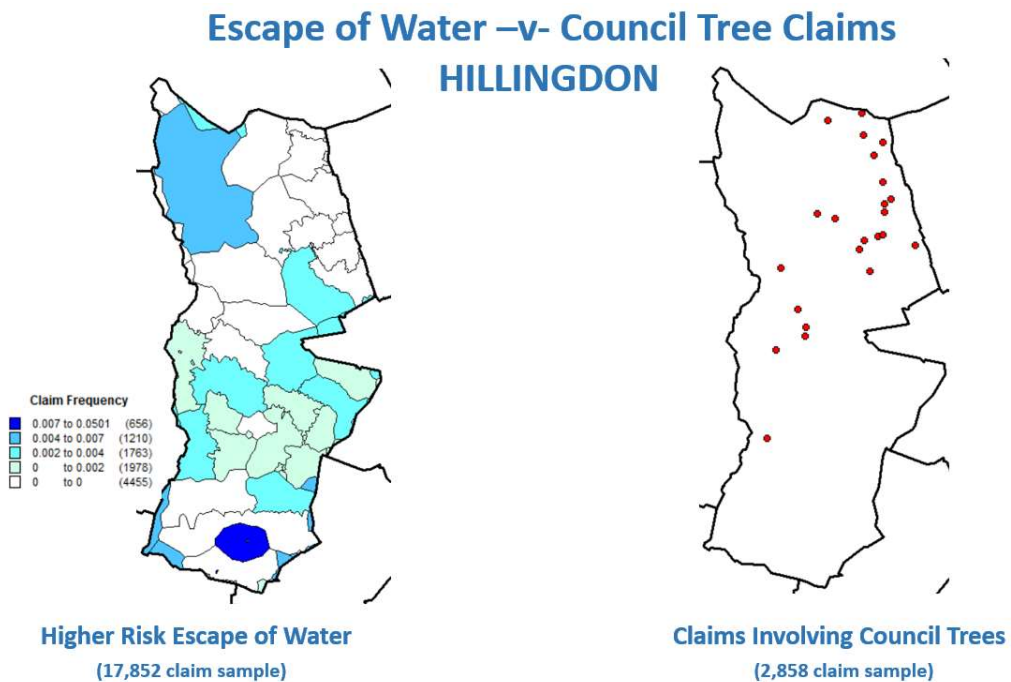 Escape of Water –v- Council Tree Claims
HILLINGDON
Claim Frequency
0.007 to 0.0501 (656)
0.004 to 0.007 (1210)
0.002 to 0.004 (1763)
0 to 0.002 (1978)
0 to 0 (4455)
Higher Risk Escape of Water
(17,852 claim sample)
Claims Involving Council Trees
(2,858 claim sample)